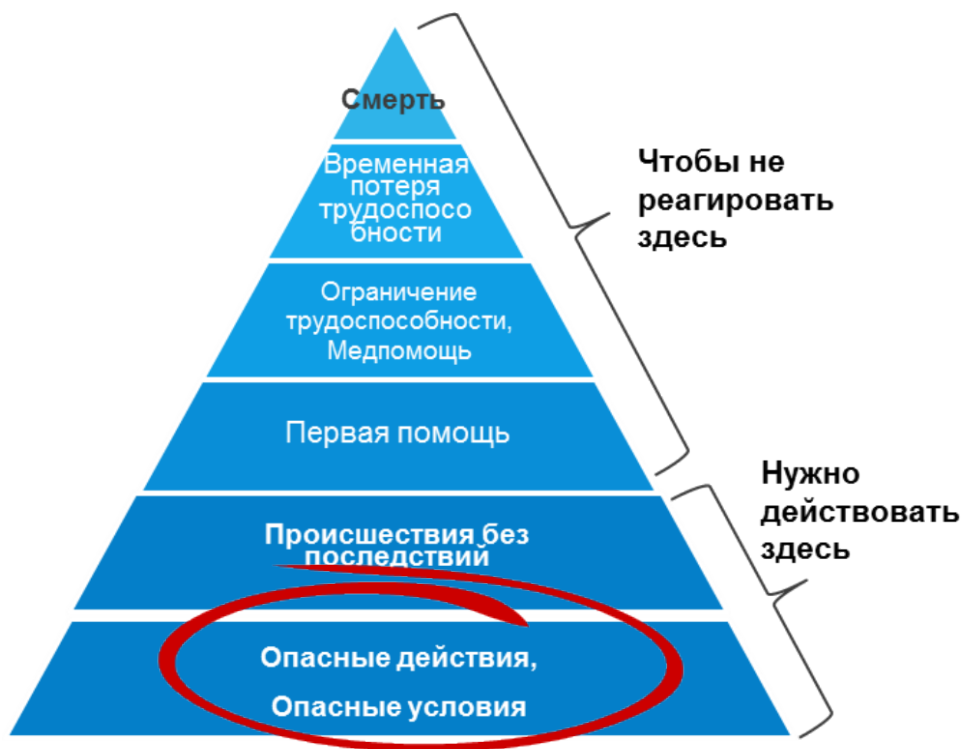 Смерть
Временная
потеря
трудоспосо
бности
Ограничение
трудоспособности,
Медпомощь
Первая помощь
Происшествия без
последствий
Опасные действия,
Опасные условия
Чтобы не
реагировать
здесь
Нужно
действовать
здесь